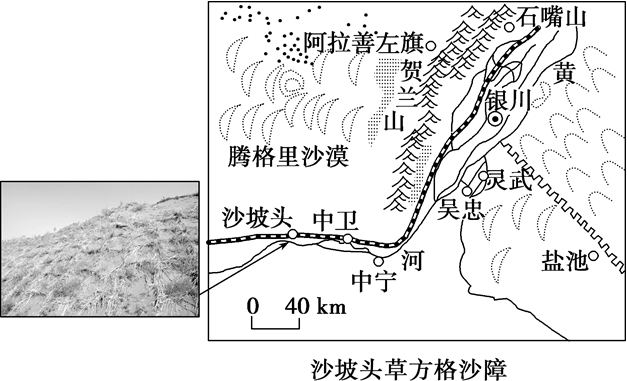 石嘴山
阿拉善左旗
贺兰山
黄
银川
腾格里沙漠
灵武
吴忠
沙坡头
中卫
河
中宁
盐池
0 40 km
沙坡头草方格沙障